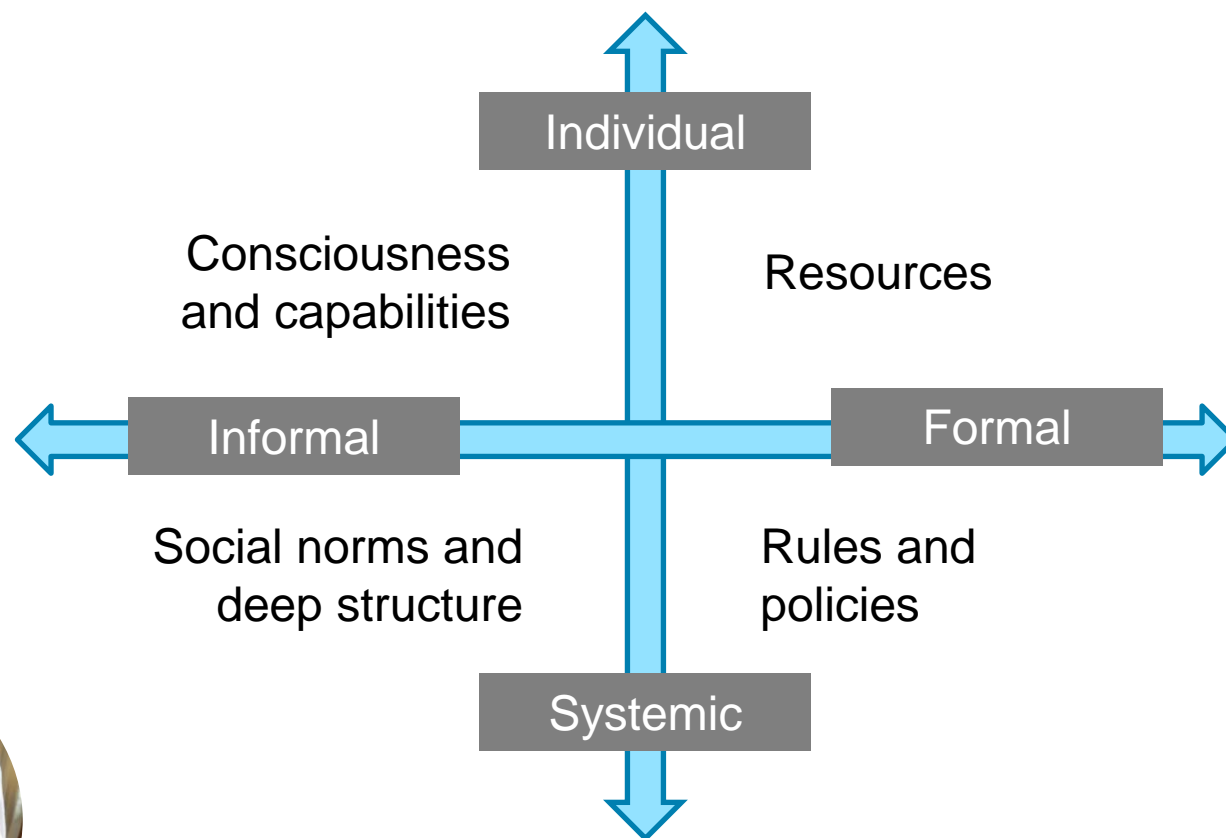 Individual
Consciousness
and capabilities
Resources
Informal
Formal
Social norms and
deep structure
Rules and
policies
Systemic